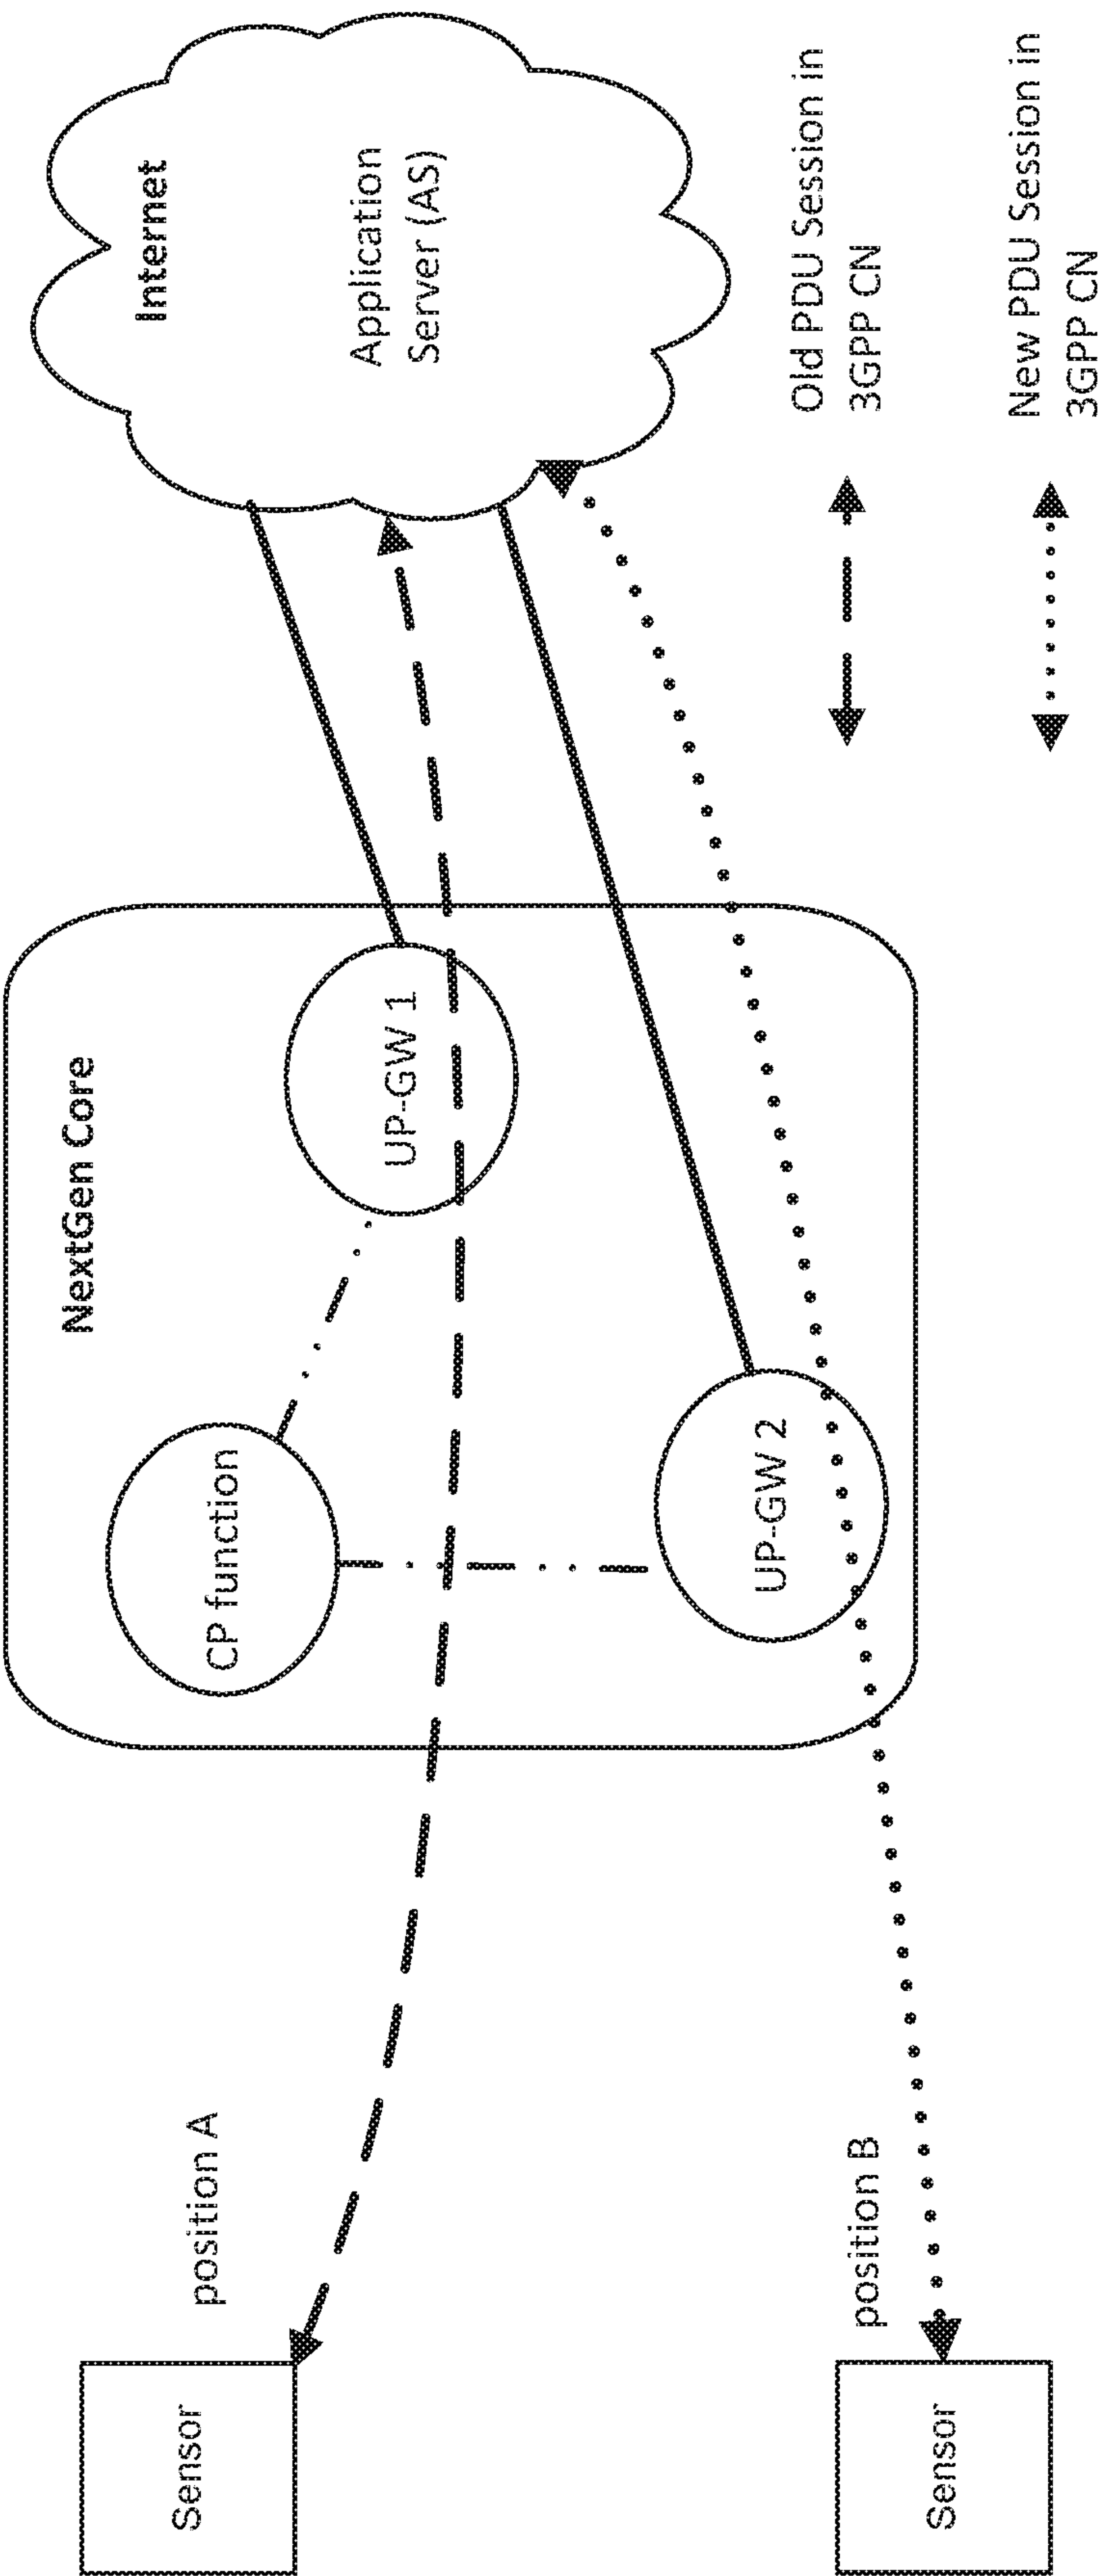 Sensor
position A
Sensor
position B
NextGen Core
CP function
UP-GW 1
UP-GW 2
Internet
Application
Server (AS)
Old PDU Session in
3GPP CN
New PDU Session in
3GPP CN